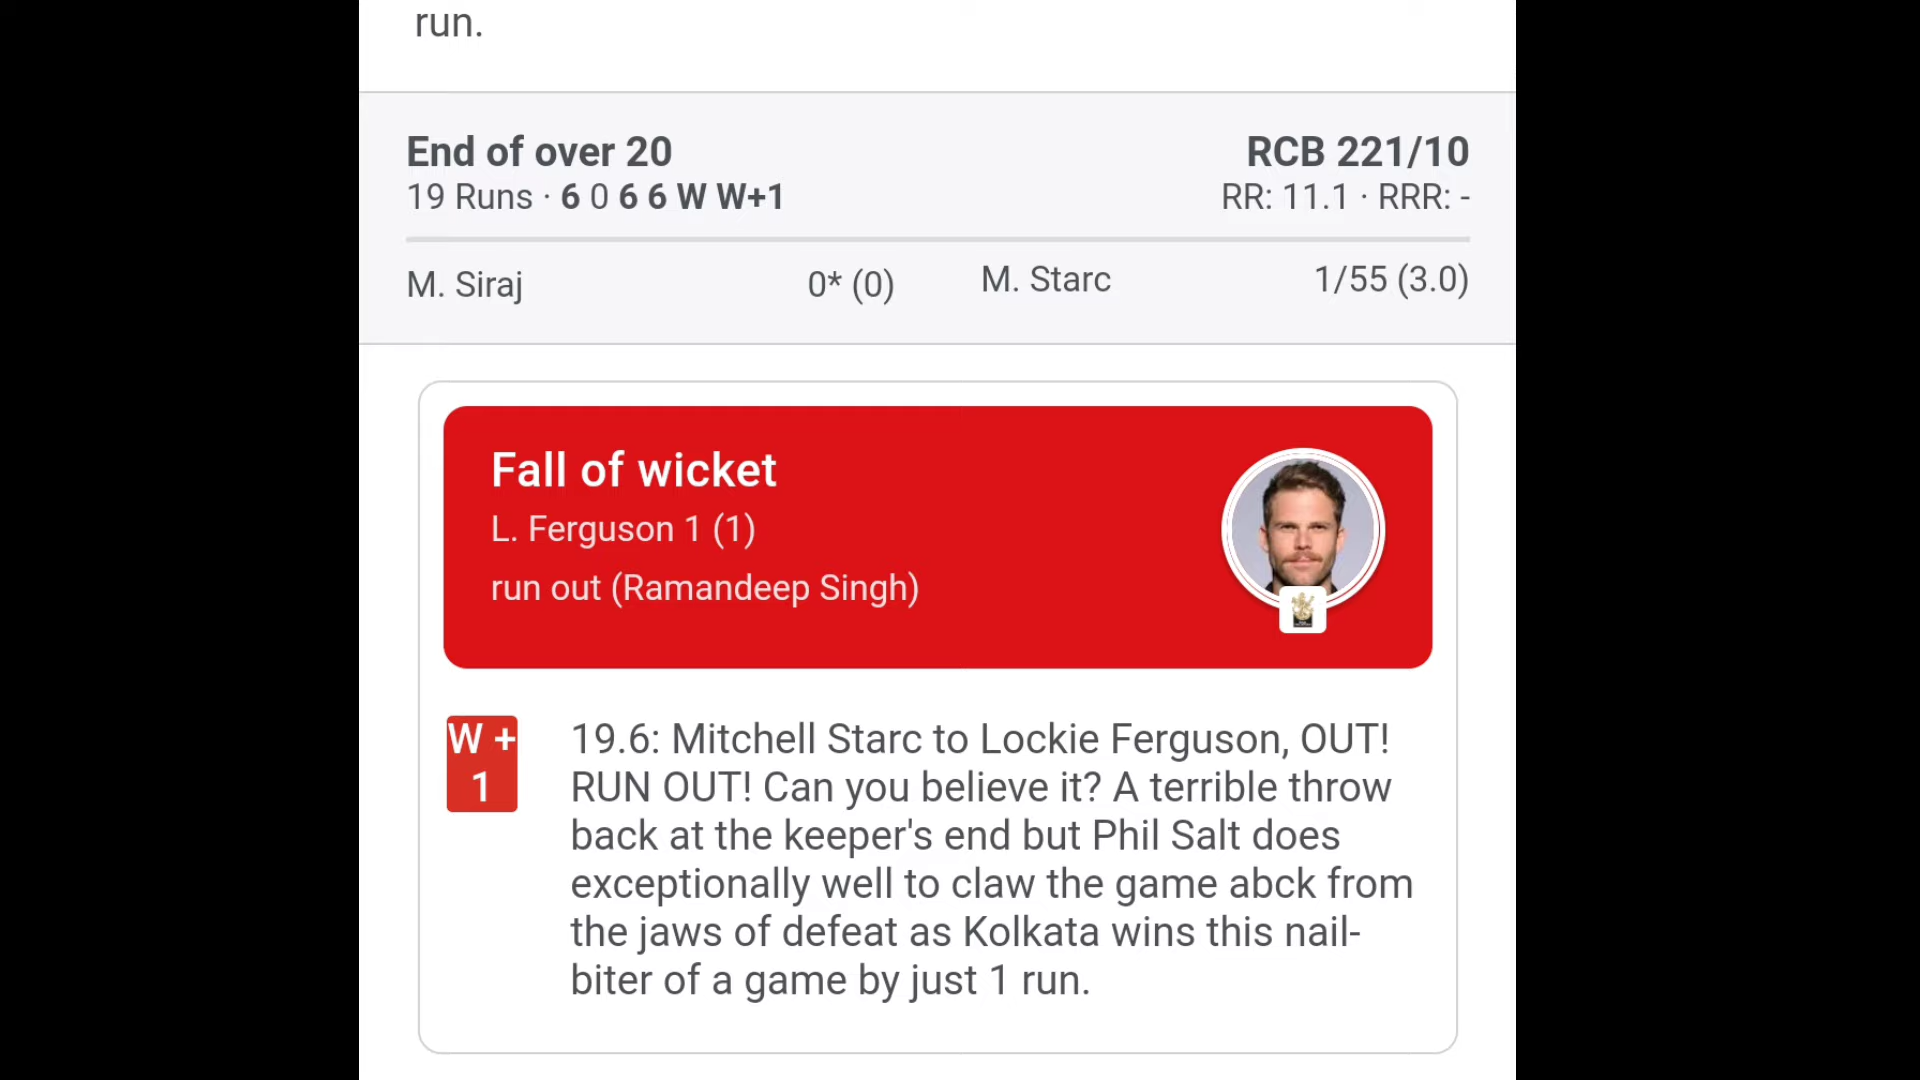 run.
End of over 20
RCB 221/10
19 Runs · 6 0 6 6 W W+1
RR: 11.1 · RRR: -
M. Siraj
0* (0)
M. Starc
1/55 (3.0)
Fall of wicket
L. Ferguson 1 (1)
run out (Ramandeep Singh)
W +
1
19.6: Mitchell Starc to Lockie Ferguson, OUT!
RUN OUT! Can you believe it? A terrible throw
back at the keeper's end but Phil Salt does
exceptionally well to claw the game abck from
the jaws of defeat as Kolkata wins this nail-
biter of a game by just 1 run.